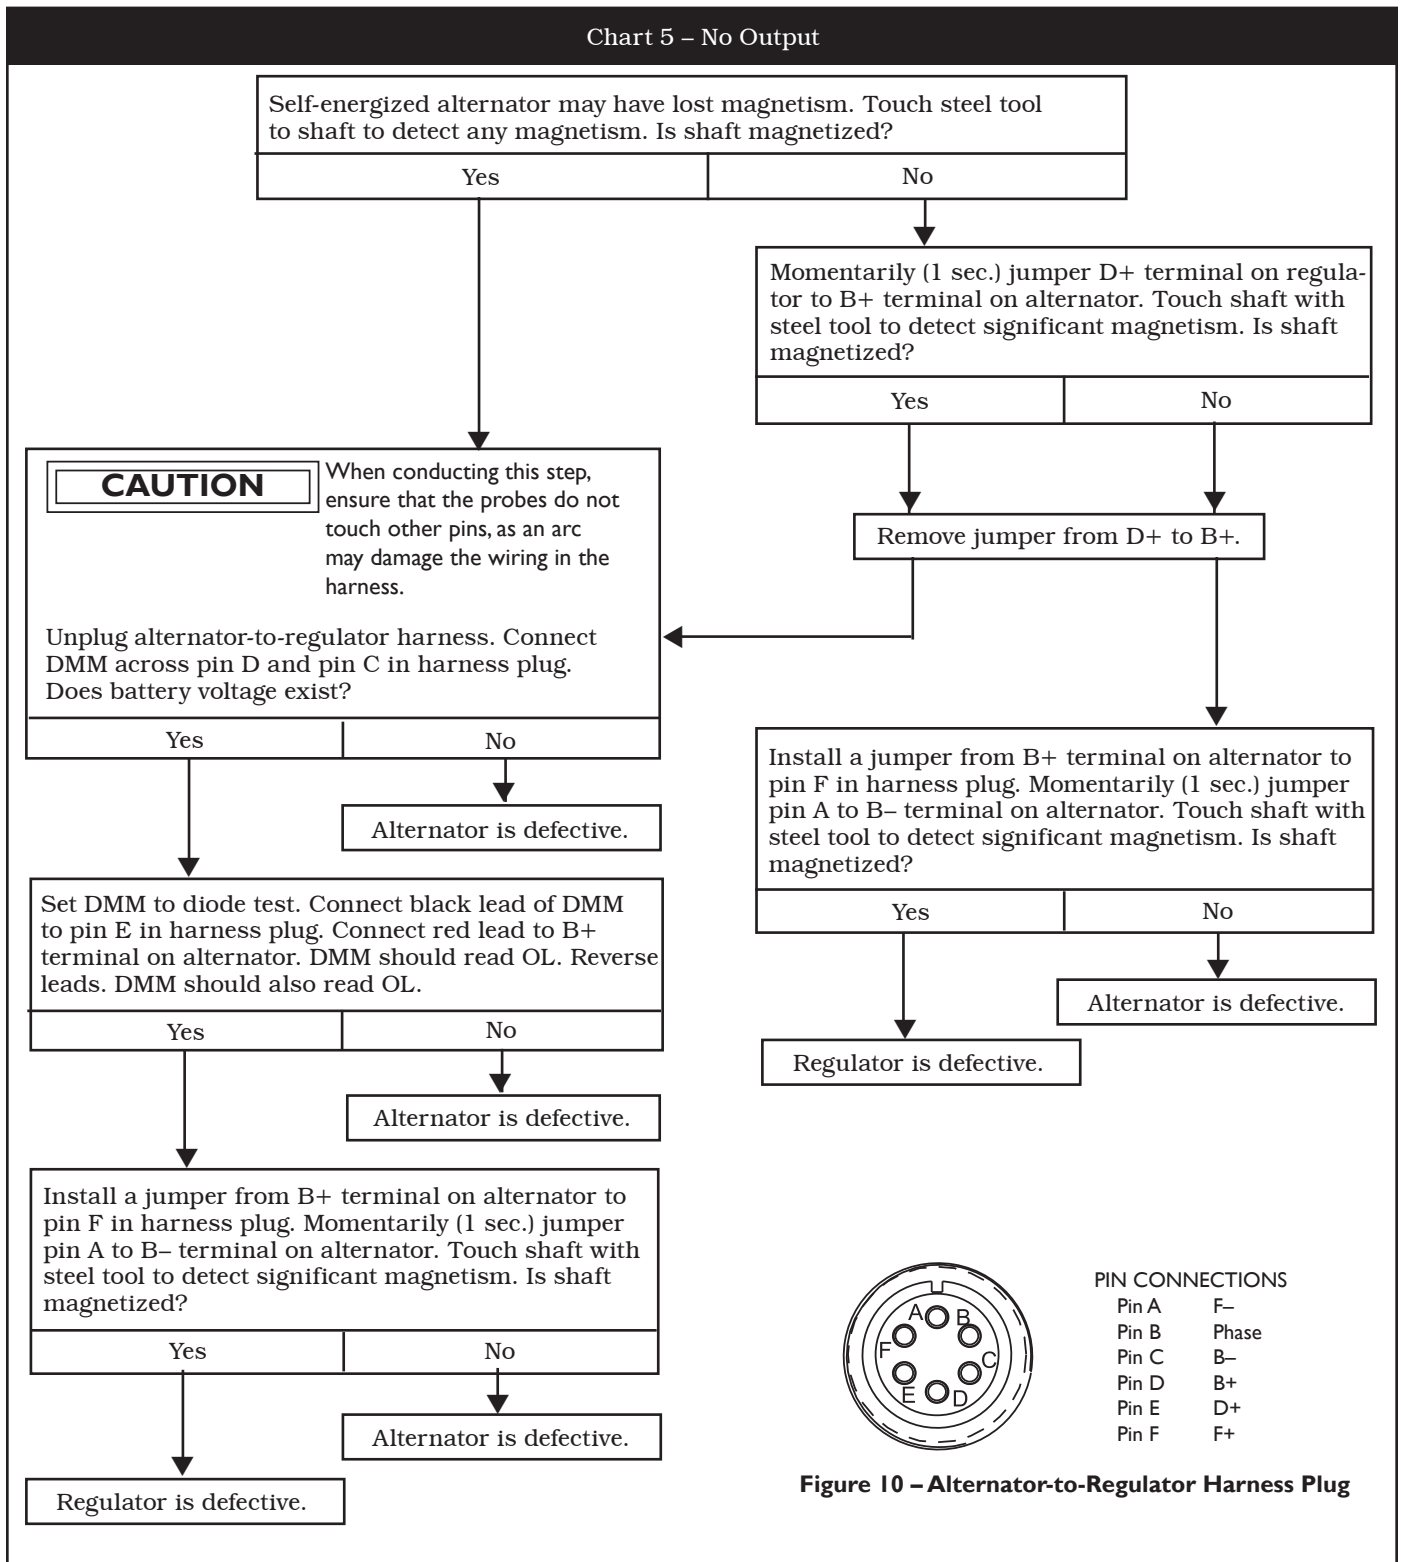 Chart 5 – No Output
Self-energized alternator may have lost magnetism. Touch steel tool
to shaft to detect any magnetism. Is shaft magnetized?
Yes
No
Momentarily (1 sec.) jumper D+ terminal on regula-
tor to B+ terminal on alternator. Touch shaft with
steel tool to detect significant magnetism. Is shaft
magnetized?
Yes
No
Remove jumper from D+ to B+.
CAUTION
When conducting this step,
ensure that the probes do not
touch other pins, as an arc
may damage the wiring in the
harness.
Unplug alternator-to-regulator harness. Connect
DMM across pin D and pin C in harness plug.
Does battery voltage exist?
Yes
No
Alternator is defective.
Install a jumper from B+ terminal on alternator to
pin F in harness plug. Momentarily (1 sec.) jumper
pin A to B– terminal on alternator. Touch shaft with
steel tool to detect significant magnetism. Is shaft
magnetized?
Yes
No
Alternator is defective.
Regulator is defective.
Set DMM to diode test. Connect black lead of DMM
to pin E in harness plug. Connect red lead to B+
terminal on alternator. DMM should read OL. Reverse
leads. DMM should also read OL.
Yes
No
Alternator is defective.
Install a jumper from B+ terminal on alternator to
pin F in harness plug. Momentarily (1 sec.) jumper
pin A to B– terminal on alternator. Touch shaft with
steel tool to detect significant magnetism. Is shaft
magnetized?
Yes
No
Alternator is defective.
Regulator is defective.
A
B
C
D
E
F
PIN CONNECTIONS
Pin A F–
Pin B Phase
Pin C B–
Pin D B+
Pin E D+
Pin F F+
Figure 10 – Alternator-to-Regulator Harness Plug